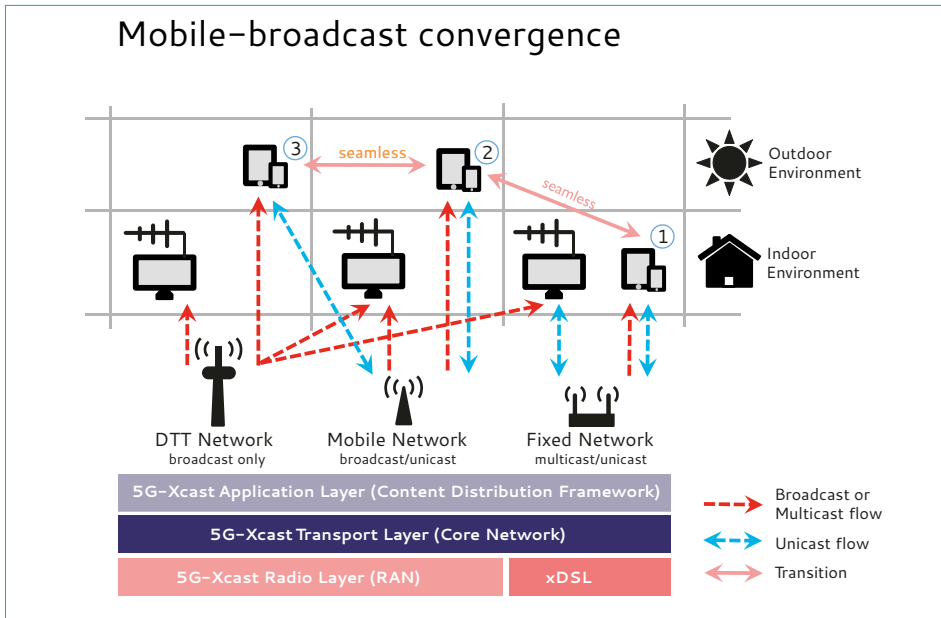 Mobile-broadcast convergence
3
seamless
2
seamless
1
Outdoor
Environment
Indoor
Environment
DTT Network
broadcast only
Mobile Network
broadcast/unicast
Fixed Network
multicast/unicast
5G-Xcast Application Layer (Content Distribution Framework)
5G-Xcast Transport Layer (Core Network)
5G-Xcast Radio Layer (RAN)
xDSL
Broadcast or
Multicast flow
Unicast flow
Transition